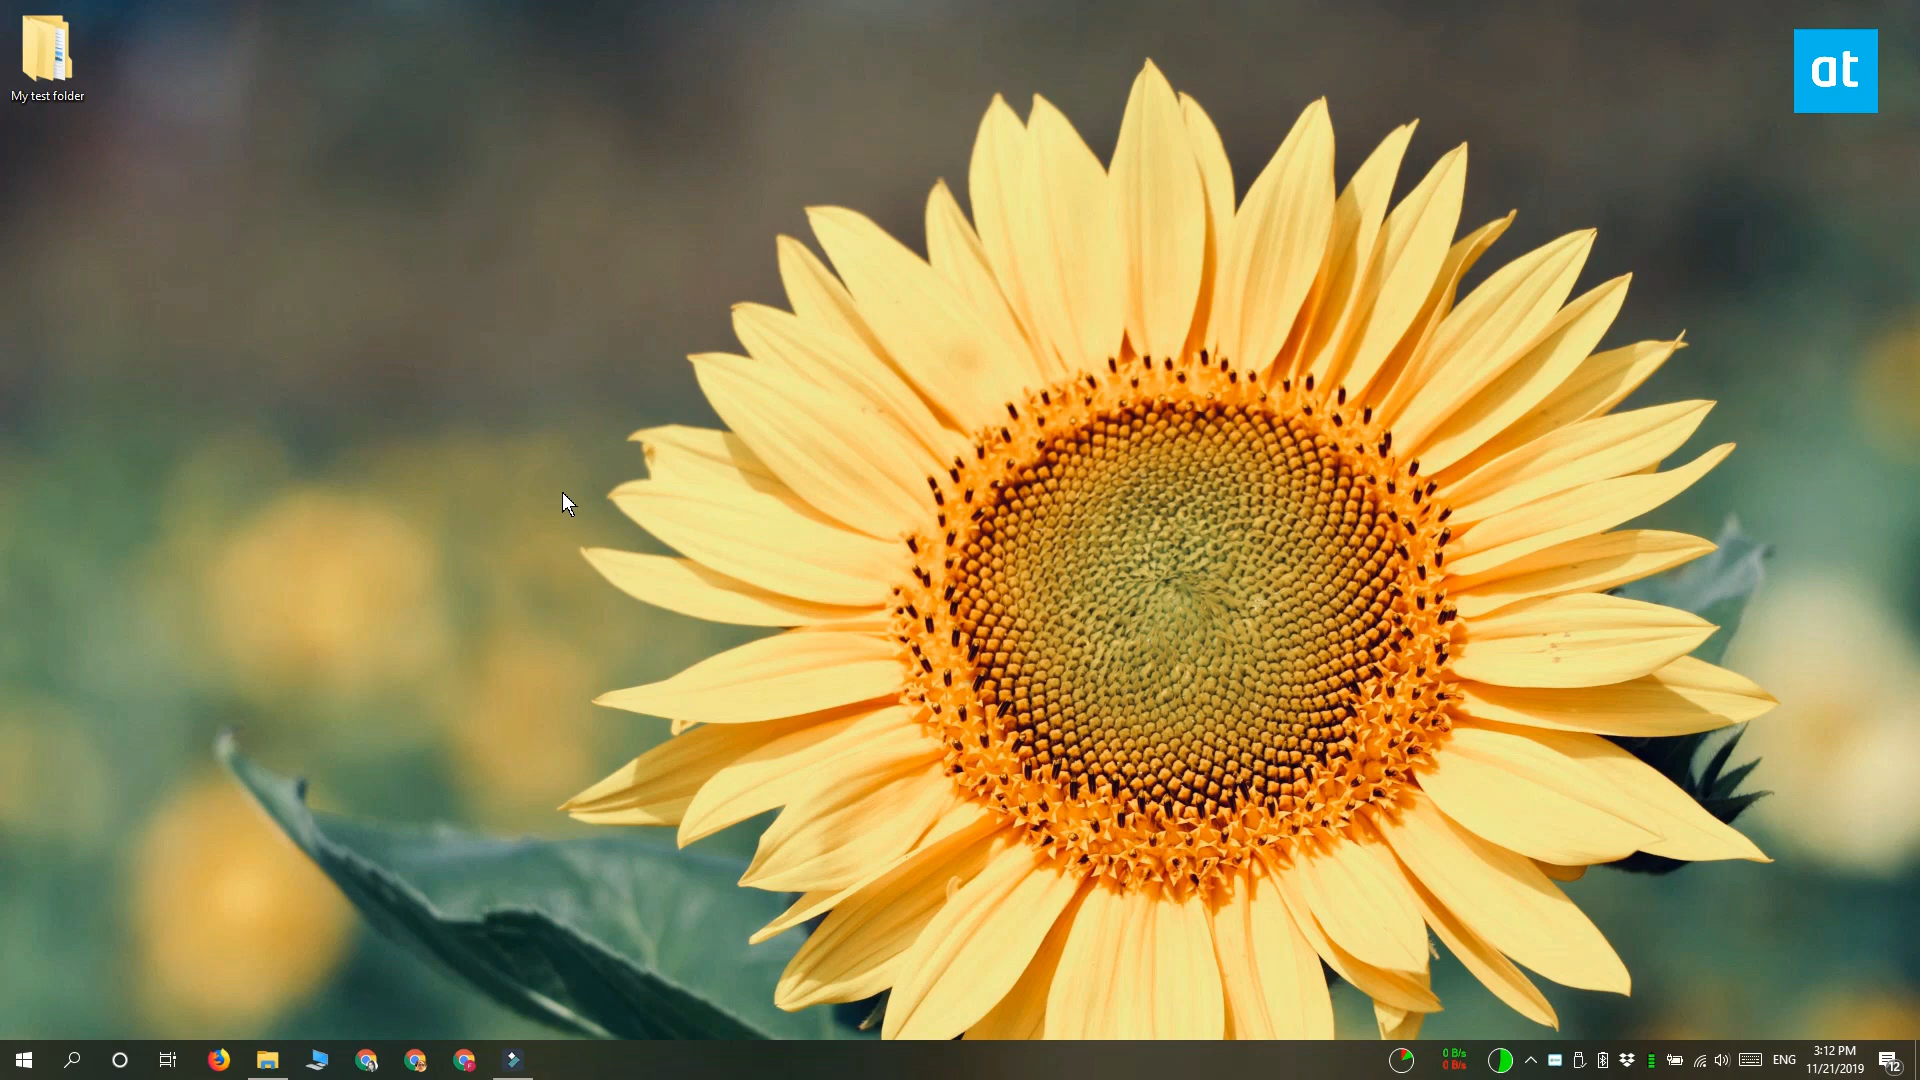 My test folder
at
0 B/s
0 B/s
ENG
3:12 PM
11/21/2019
12